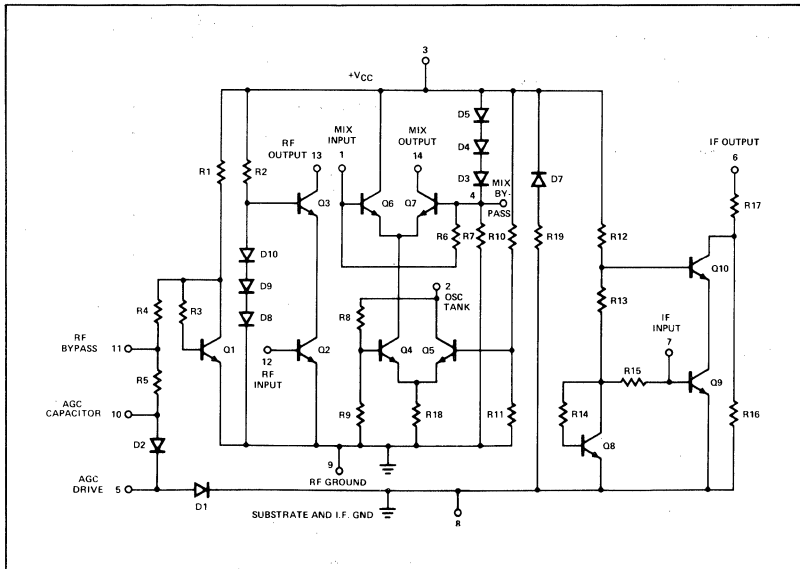 3
+VCC
D5
MIX
INPUT
MIX
OUTPUT
RF
OUTPUT
IF OUTPUT
1
14
13
6
D4
R1
R2
D3
MIX
BY-
PASS
4
D7
R17
Q3
Q6
Q7
R6
R7
R10
R19
R12
D10
Q10
2
OSC
TANK
R13
R4
R3
D9
R8
IF
INPUT
7
D8
RF
BYPASS
11
Q1
12
RF
INPUT
Q2
Q4
Q5
R15
Q9
R5
AGC
CAPACITOR
10
R9
R18
R11
R14
R16
D2
Q8
9
RF GROUND
AGC
DRIVE
5
D1
SUBSTRATE AND I.F. GND
8